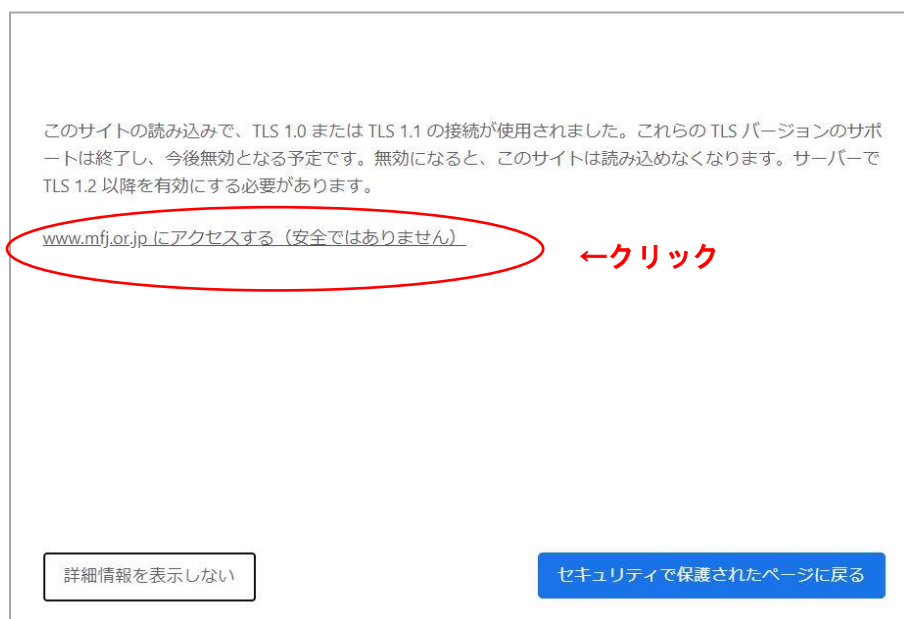 このサイトの読み込みで、TLS 1.0 または TLS 1.1 の接続が使用されました。これらの TLS バージョンのサポ
ートは終了し、今後無効となる予定です。無効になると、このサイトは読み込めなくなります。サーバーで
TLS 1.2 以降を有効にする必要があります。
www.mfj.or.jp にアクセスする（安全ではありません）
←クリック
詳細情報を表示しない
セキュリティで保護されたページに戻る